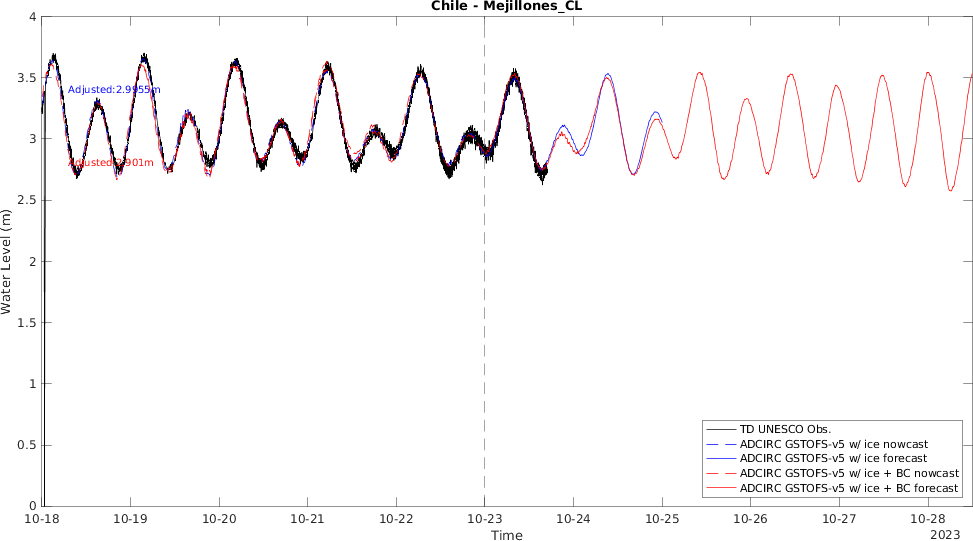 Chile - Mejillones_CL
4
3.5
3
2.5
2
1.5
1
0.5
0
Water Level (m)
Adjusted:2.9955m
TD UNESCO Obs.
ADCIRC GSTOFS-v5 w/ ice nowcast
ADCIRC GSTOFS-v5 w/ ice forecast
ADCIRC GSTOFS-v5 w/ ice + BC nowcast
ADCIRC GSTOFS-v5 w/ ice + BC forecast
10-18 10-19 10-20 10-21 10-22 10-23 10-24 10-25 10-26 10-27 10-28
Time
2023